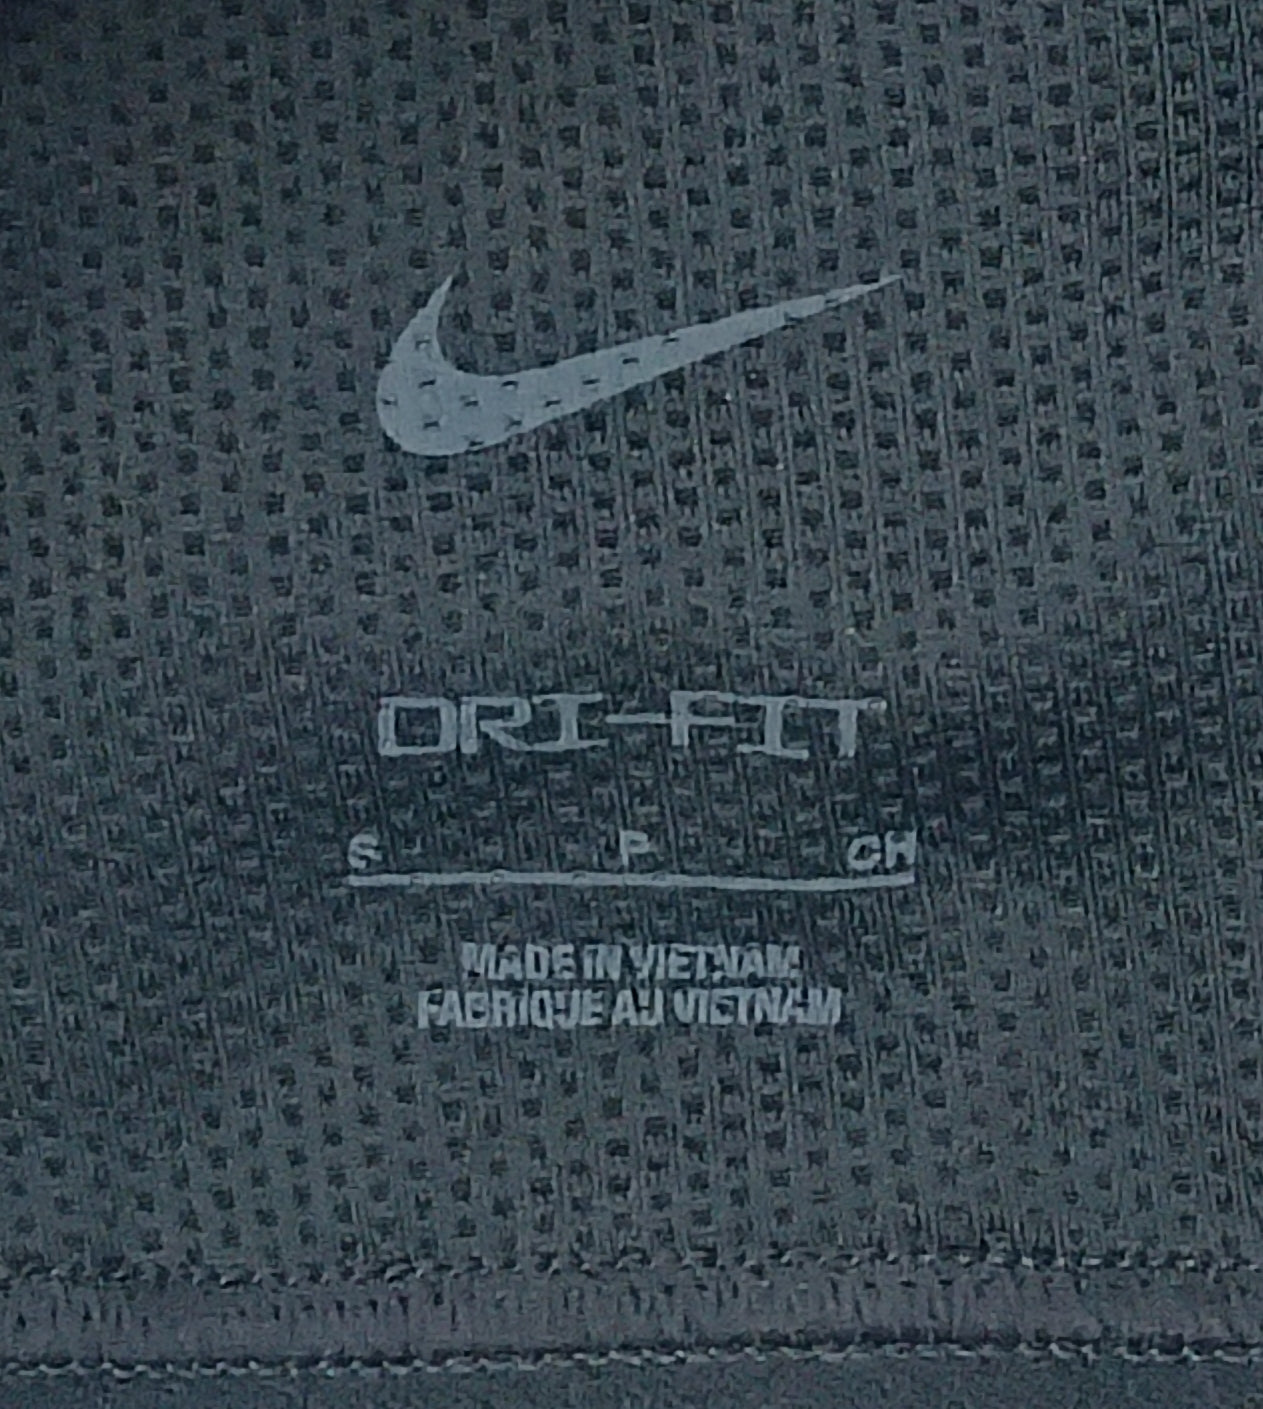 DRI-FIT
S P CH
MADE IN VIETNAM
FABRIQUE AU VIETNAM